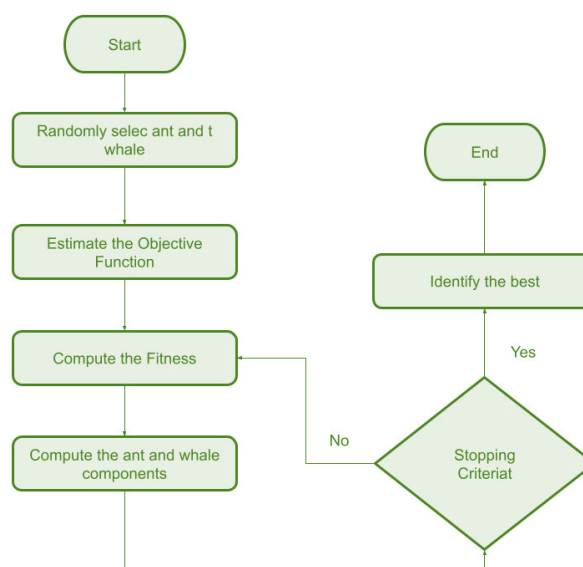 Start
Randomly selec ant and t
whale
Estimate the Objective
Function
Compute the Fitness
Compute the ant and whale
components
End
Identify the best
Yes
No
Stopping
Criteriat